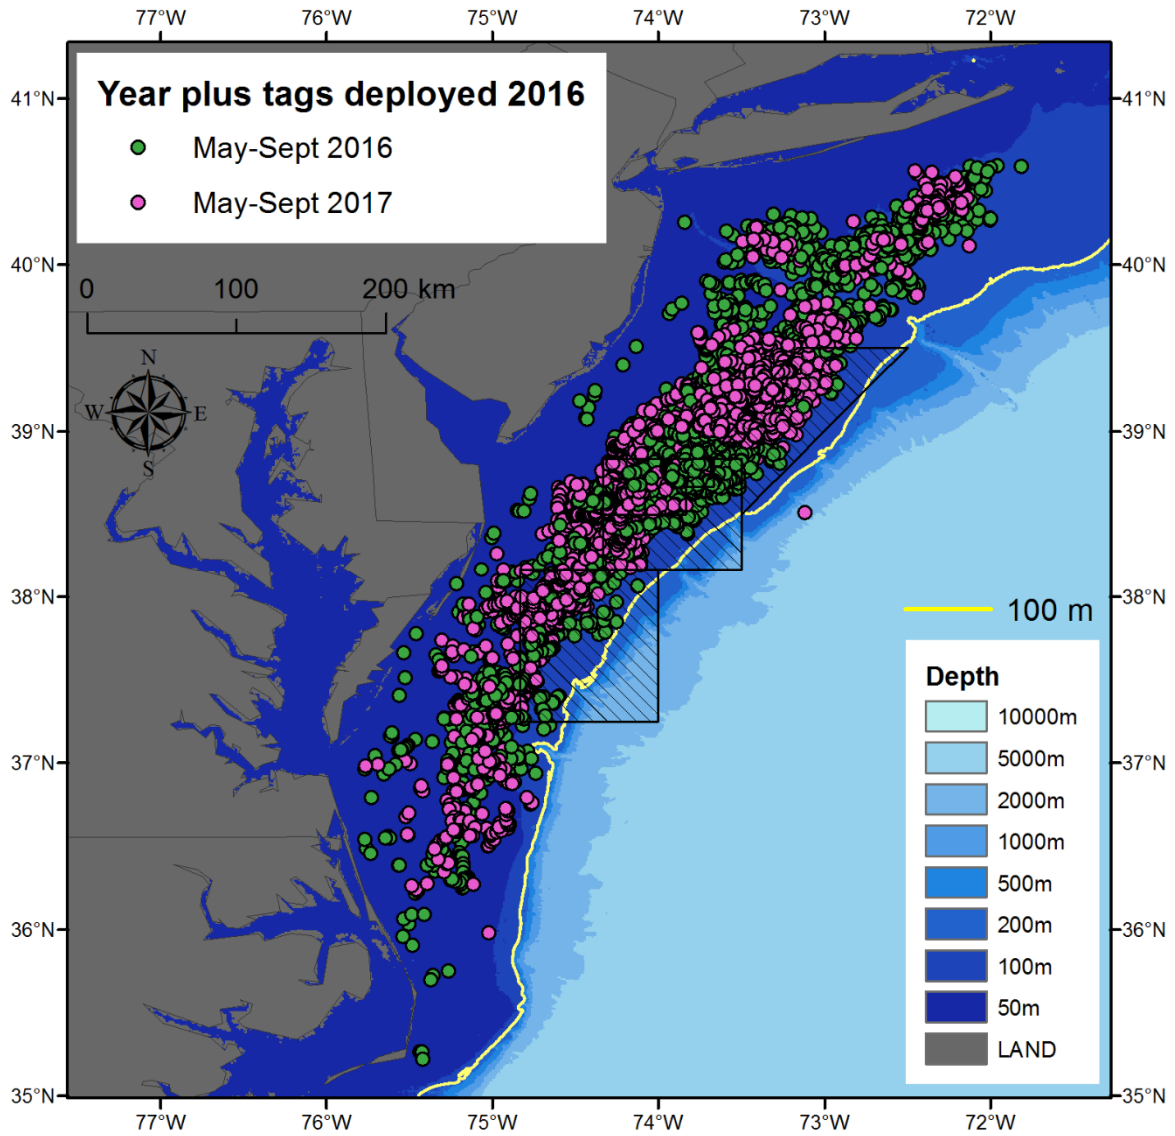 77°W 76°W 75°W 74°W 73°W 72°W
Year plus tags deployed 2016
May-Sept 2016
May-Sept 2017
0 100 200 km
N
W E
S
41°N 41°N
40°N 40°N
39°N 39°N
38°N 38°N
37°N 37°N
36°N 36°N
35°N 35°N
100 m
Depth
10000m
5000m
2000m
1000m
500m
200m
100m
50m
LAND
77°W 76°W 75°W 74°W 73°W 72°W